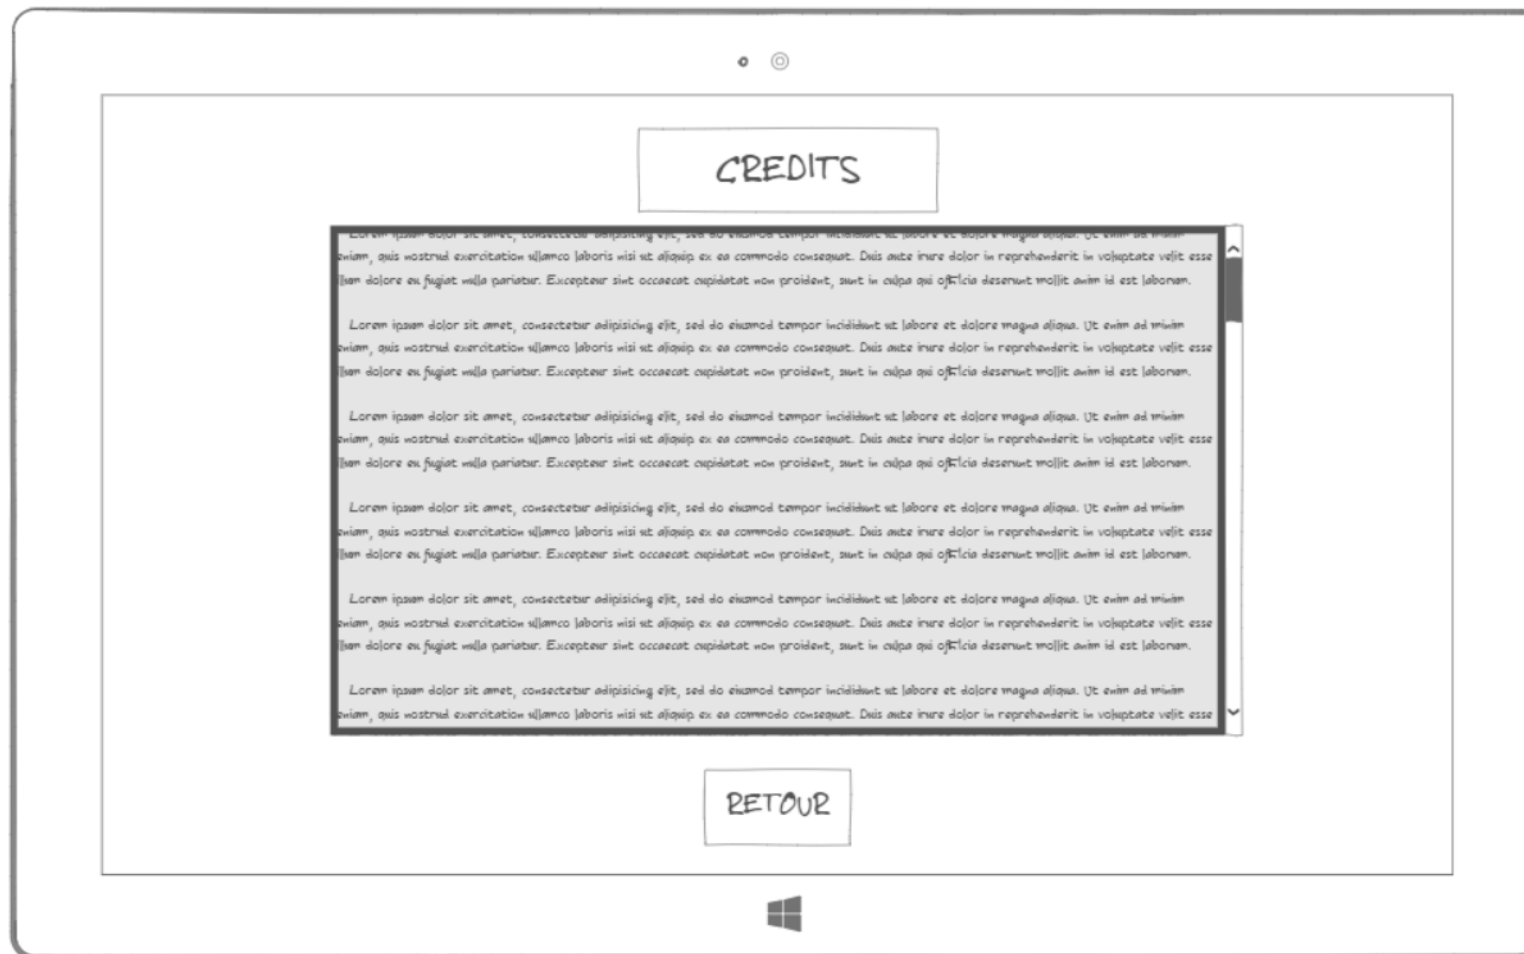 CREDITS
Lorem ipsum dolor sit amet, consectetur adipisicing elit, sed do eiusmod tempor incididunt ut labore et dolore magna aliqua. Ut enim ad minim
eniam, quis nostrud exercitation ullamco laboris nisi ut aliquip ex ea commodo consequat. Duis aute irure dolor in reprehenderit in voluptate velit esse
llum dolore eu fugiat nulla pariatur. Excepteur sint occaecat cupidatat non proident, sunt in culpa qui officia deserunt mollit anim id est laborum.
Lorem ipsum dolor sit amet, consectetur adipisicing elit, sed do eiusmod tempor incididunt ut labore et dolore magna aliqua. Ut enim ad minim
eniam, quis nostrud exercitation ullamco laboris nisi ut aliquip ex ea commodo consequat. Duis aute irure dolor in reprehenderit in voluptate velit esse
llum dolore eu fugiat nulla pariatur. Excepteur sint occaecat cupidatat non proident, sunt in culpa qui officia deserunt mollit anim id est laborum.
Lorem ipsum dolor sit amet, consectetur adipisicing elit, sed do eiusmod tempor incididunt ut labore et dolore magna aliqua. Ut enim ad minim
eniam, quis nostrud exercitation ullamco laboris nisi ut aliquip ex ea commodo consequat. Duis aute irure dolor in reprehenderit in voluptate velit esse
llum dolore eu fugiat nulla pariatur. Excepteur sint occaecat cupidatat non proident, sunt in culpa qui officia deserunt mollit anim id est laborum.
Lorem ipsum dolor sit amet, consectetur adipisicing elit, sed do eiusmod tempor incididunt ut labore et dolore magna aliqua. Ut enim ad minim
eniam, quis nostrud exercitation ullamco laboris nisi ut aliquip ex ea commodo consequat. Duis aute irure dolor in reprehenderit in voluptate velit esse
llum dolore eu fugiat nulla pariatur. Excepteur sint occaecat cupidatat non proident, sunt in culpa qui officia deserunt mollit anim id est laborum.
Lorem ipsum dolor sit amet, consectetur adipisicing elit, sed do eiusmod tempor incididunt ut labore et dolore magna aliqua. Ut enim ad minim
eniam, quis nostrud exercitation ullamco laboris nisi ut aliquip ex ea commodo consequat. Duis aute irure dolor in reprehenderit in voluptate velit esse
llum dolore eu fugiat nulla pariatur. Excepteur sint occaecat cupidatat non proident, sunt in culpa qui officia deserunt mollit anim id est laborum.
Lorem ipsum dolor sit amet, consectetur adipisicing elit, sed do eiusmod tempor incididunt ut labore et dolore magna aliqua. Ut enim ad minim
eniam, quis nostrud exercitation ullamco laboris nisi ut aliquip ex ea commodo consequat. Duis aute irure dolor in reprehenderit in voluptate velit esse
RETOUR